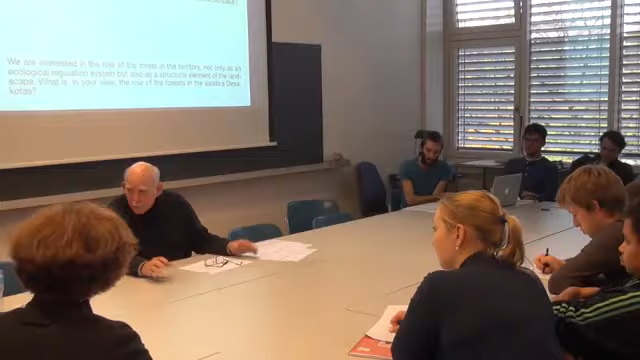 We are interested in the role of the forest in the territory, not only as an
ecological regulation system but also as a structural element of the land-
scape. What is, in your view, the role of the forests in the asiatica Desa
kotas?